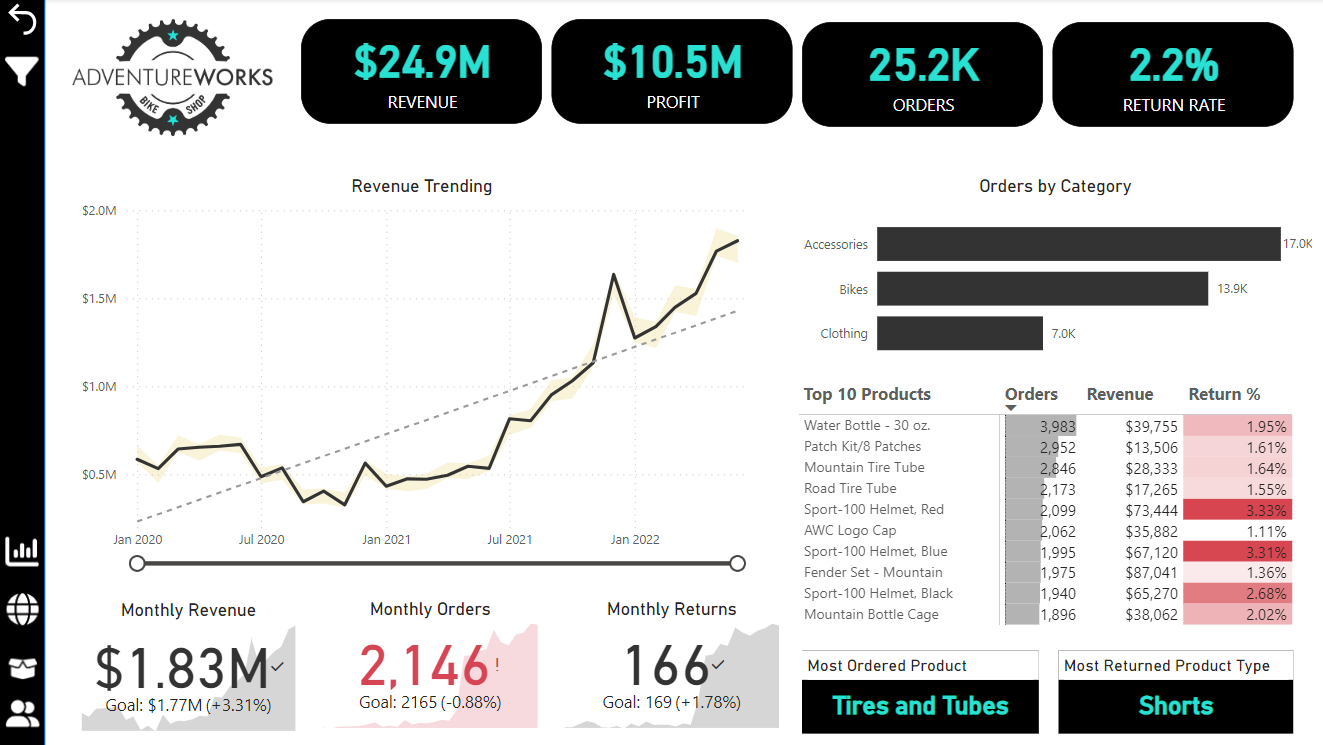 ADVENTUREWORKS
BIKE SHOP
$24.9M
REVENUE
$10.5M
PROFIT
25.2K
ORDERS
2.2%
RETURN RATE
Revenue Trending
$2.0M
$1.5M
$1.0M
$0.5M
Jan 2020 Jul 2020 Jan 2021 Jul 2021 Jan 2022
Orders by Category
Accessories 17.0K
Bikes 13.9K
Clothing 7.0K
Top 10 Products Orders Revenue Return %
Water Bottle - 30 oz. 3,983 $39,755 1.95%
Patch Kit/8 Patches 2,952 $13,506 1.61%
Mountain Tire Tube 2,846 $28,333 1.64%
Road Tire Tube 2,173 $17,265 1.55%
Sport-100 Helmet, Red 2,099 $73,444 3.33%
AWC Logo Cap 2,062 $35,882 1.11%
Sport-100 Helmet, Blue 1,995 $67,120 3.31%
Fender Set - Mountain 1,975 $87,041 1.36%
Sport-100 Helmet, Black 1,940 $65,270 2.68%
Mountain Bottle Cage 1,896 $38,062 2.02%
Monthly Revenue
$1.83M
Goal: $1.77M (+3.31%)
Monthly Orders
2,146!
Goal: 2165 (-0.88%)
Monthly Returns
166
Goal: 169 (+1.78%)
Most Ordered Product
Tires and Tubes
Most Returned Product Type
Shorts